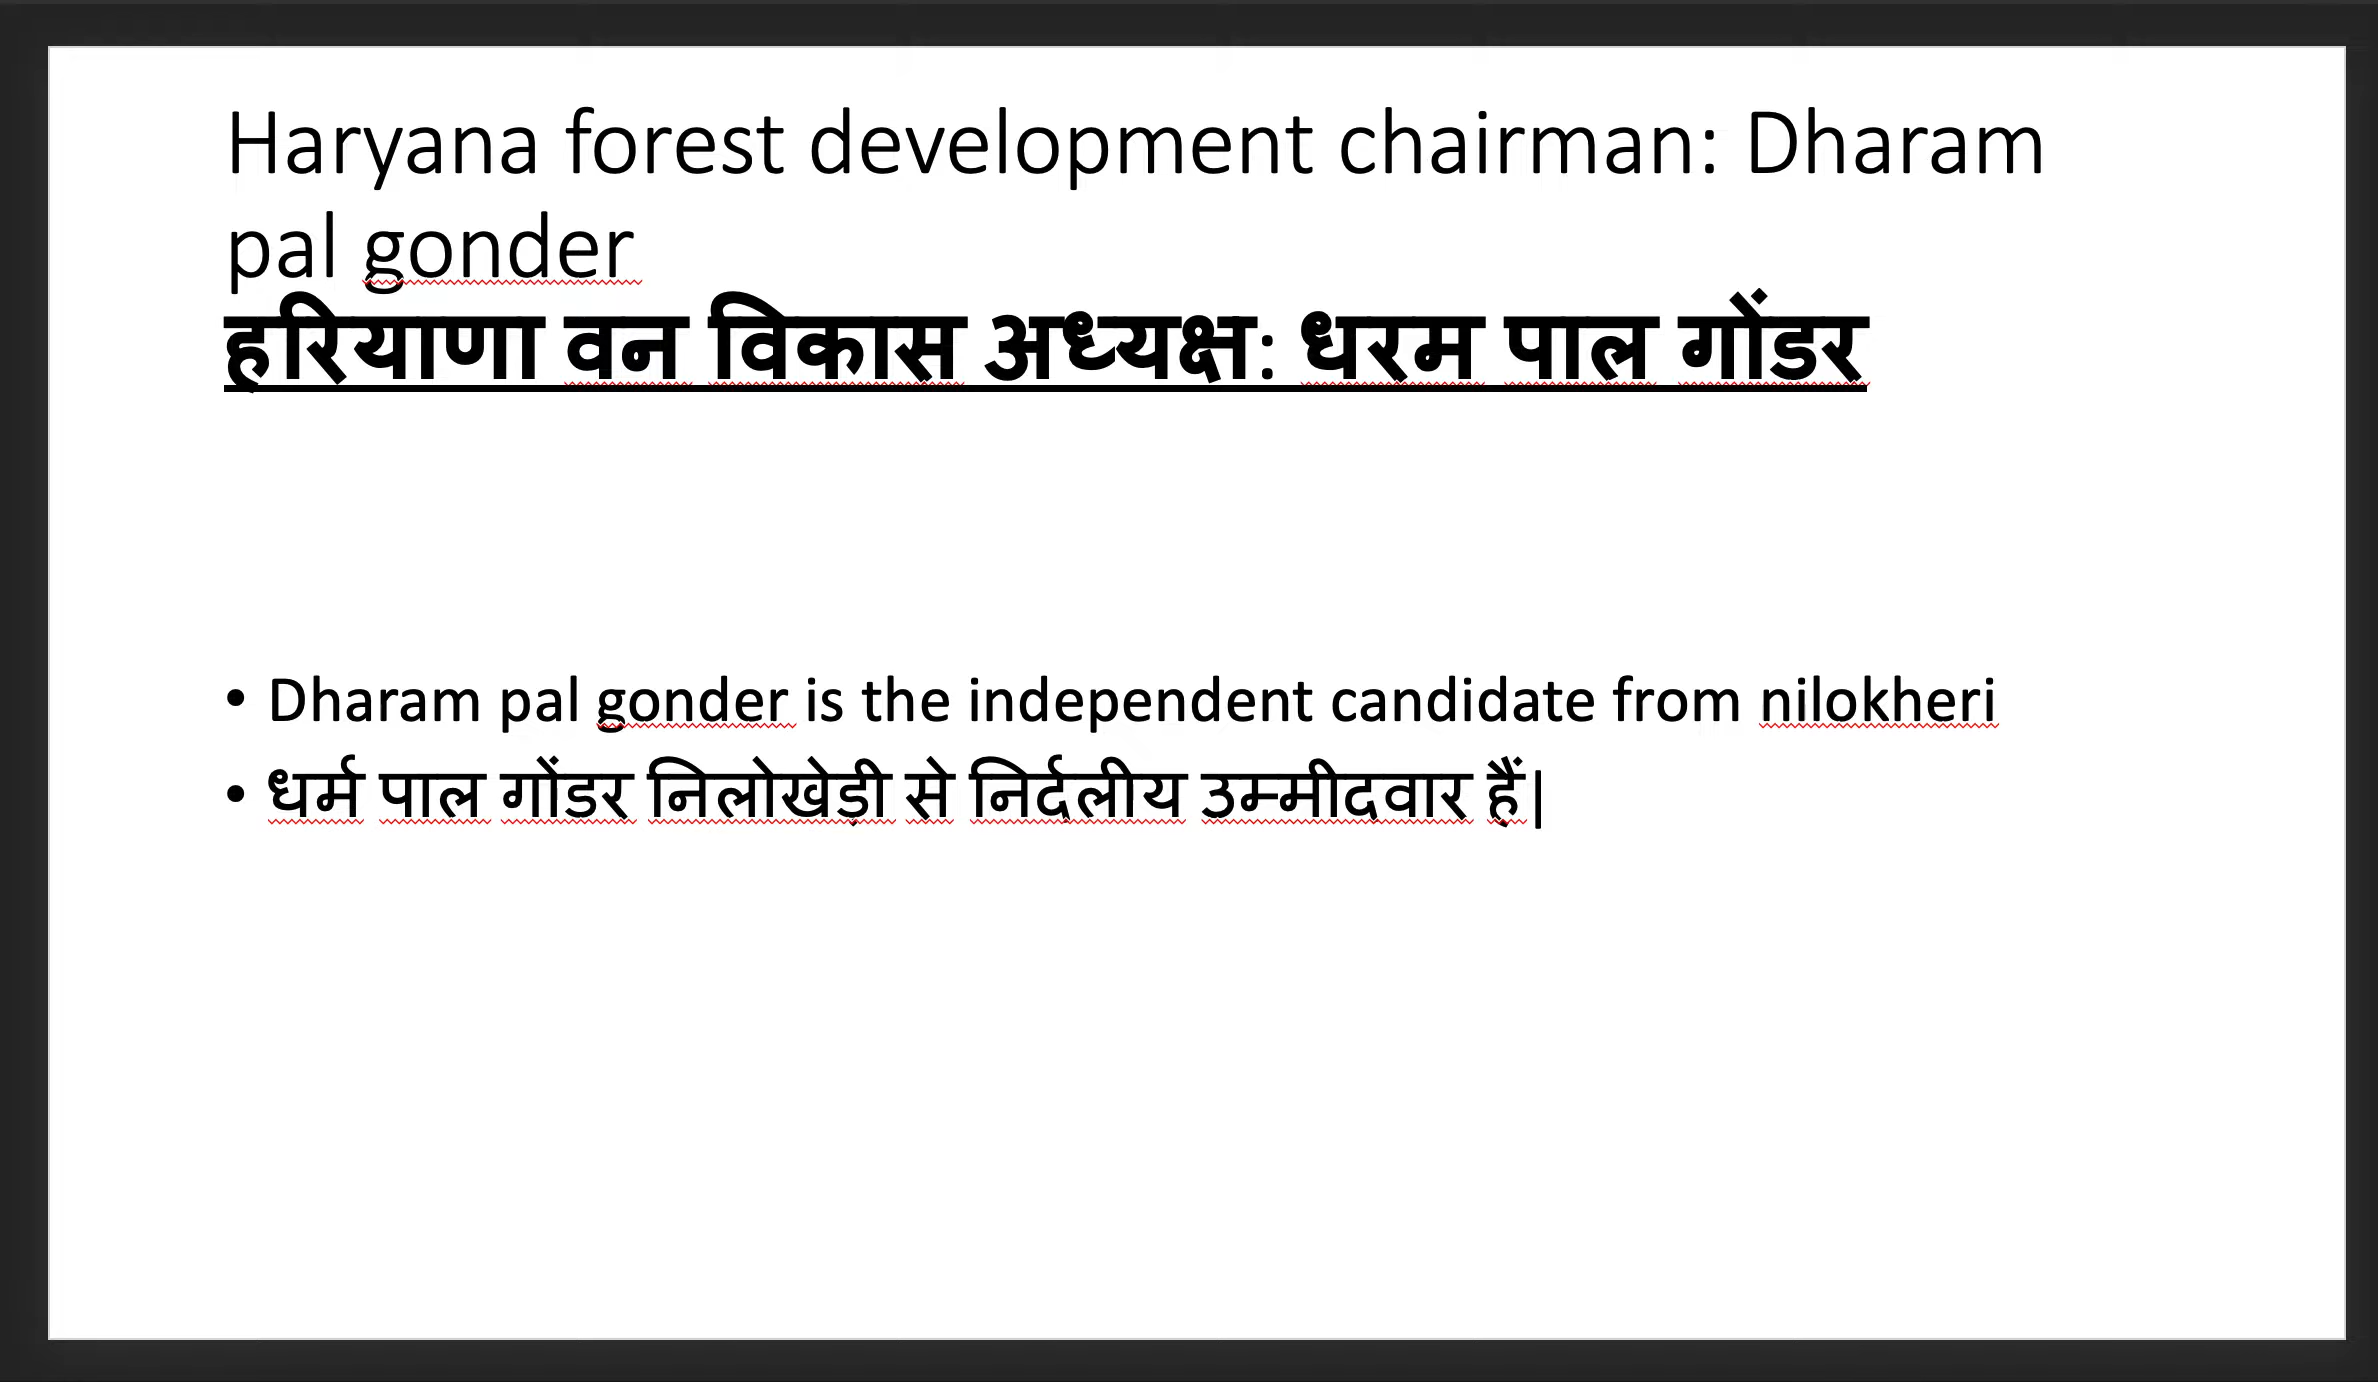 Haryana forest development chairman: Dharam
pal gonder
हरियाणा वन विकास अध्यक्ष: धरम पाल गोंडर
• Dharam pal gonder is the independent candidate from nilokheri
• धर्म पाल गोंडर निलोखेड़ी से निर्दलीय उम्मीदवार हैं|